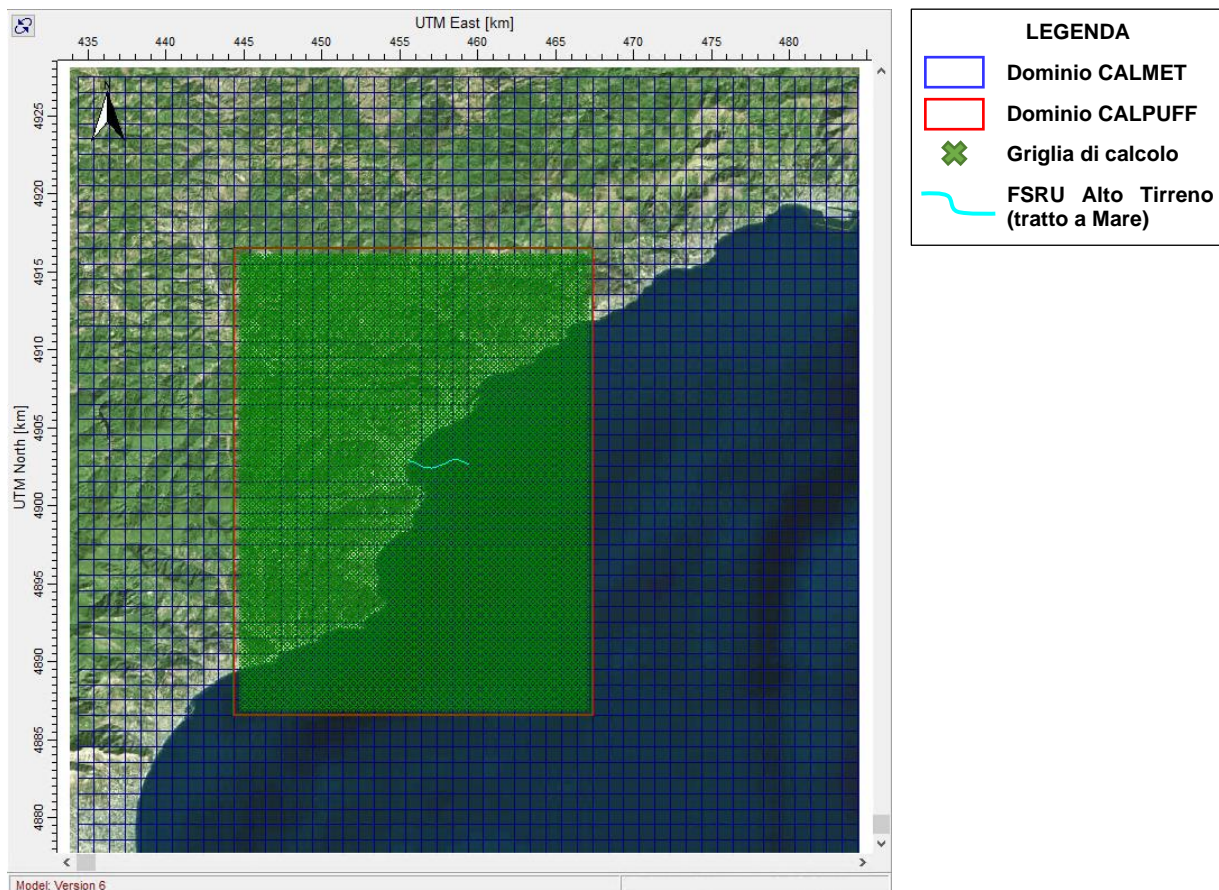 UTM East [km]
435 440 445 450 455 460 465 470 475 480
UTM North [km]
4925
4920
4915
4910
4905
4900
4895
4890
4885
4880
N
Model: Version 6
LEGENDA
Dominio CALMET
Dominio CALPUFF
Griglia di calcolo
FSRU Alto Tirreno
(tratto a Mare)